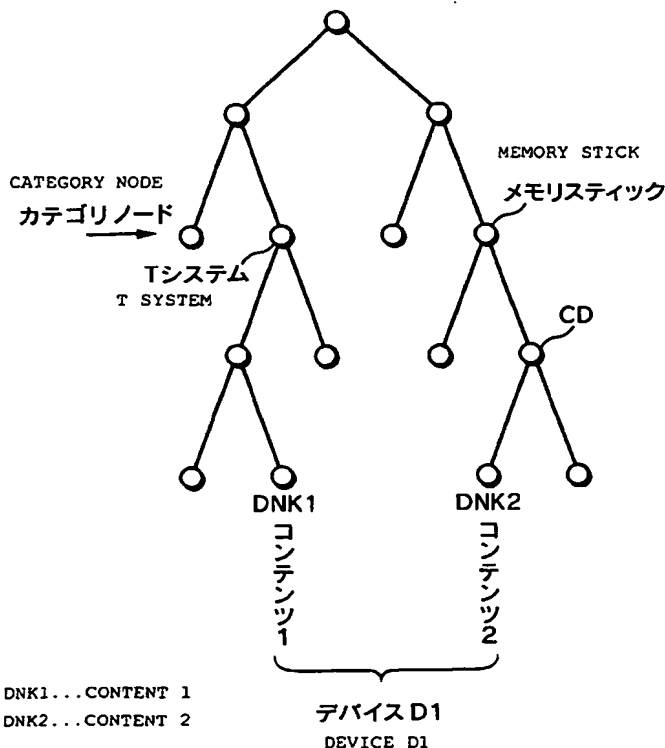 MEMORY STICK
メモリスティック
CATEGORY NODE
カテゴリノード
Tシステム
T SYSTEM
CD
DNK1
コンテンツ1
DNK2
コンテンツ2
DNK1...CONTENT 1
DNK2...CONTENT 2
デバイスD1
DEVICE D1